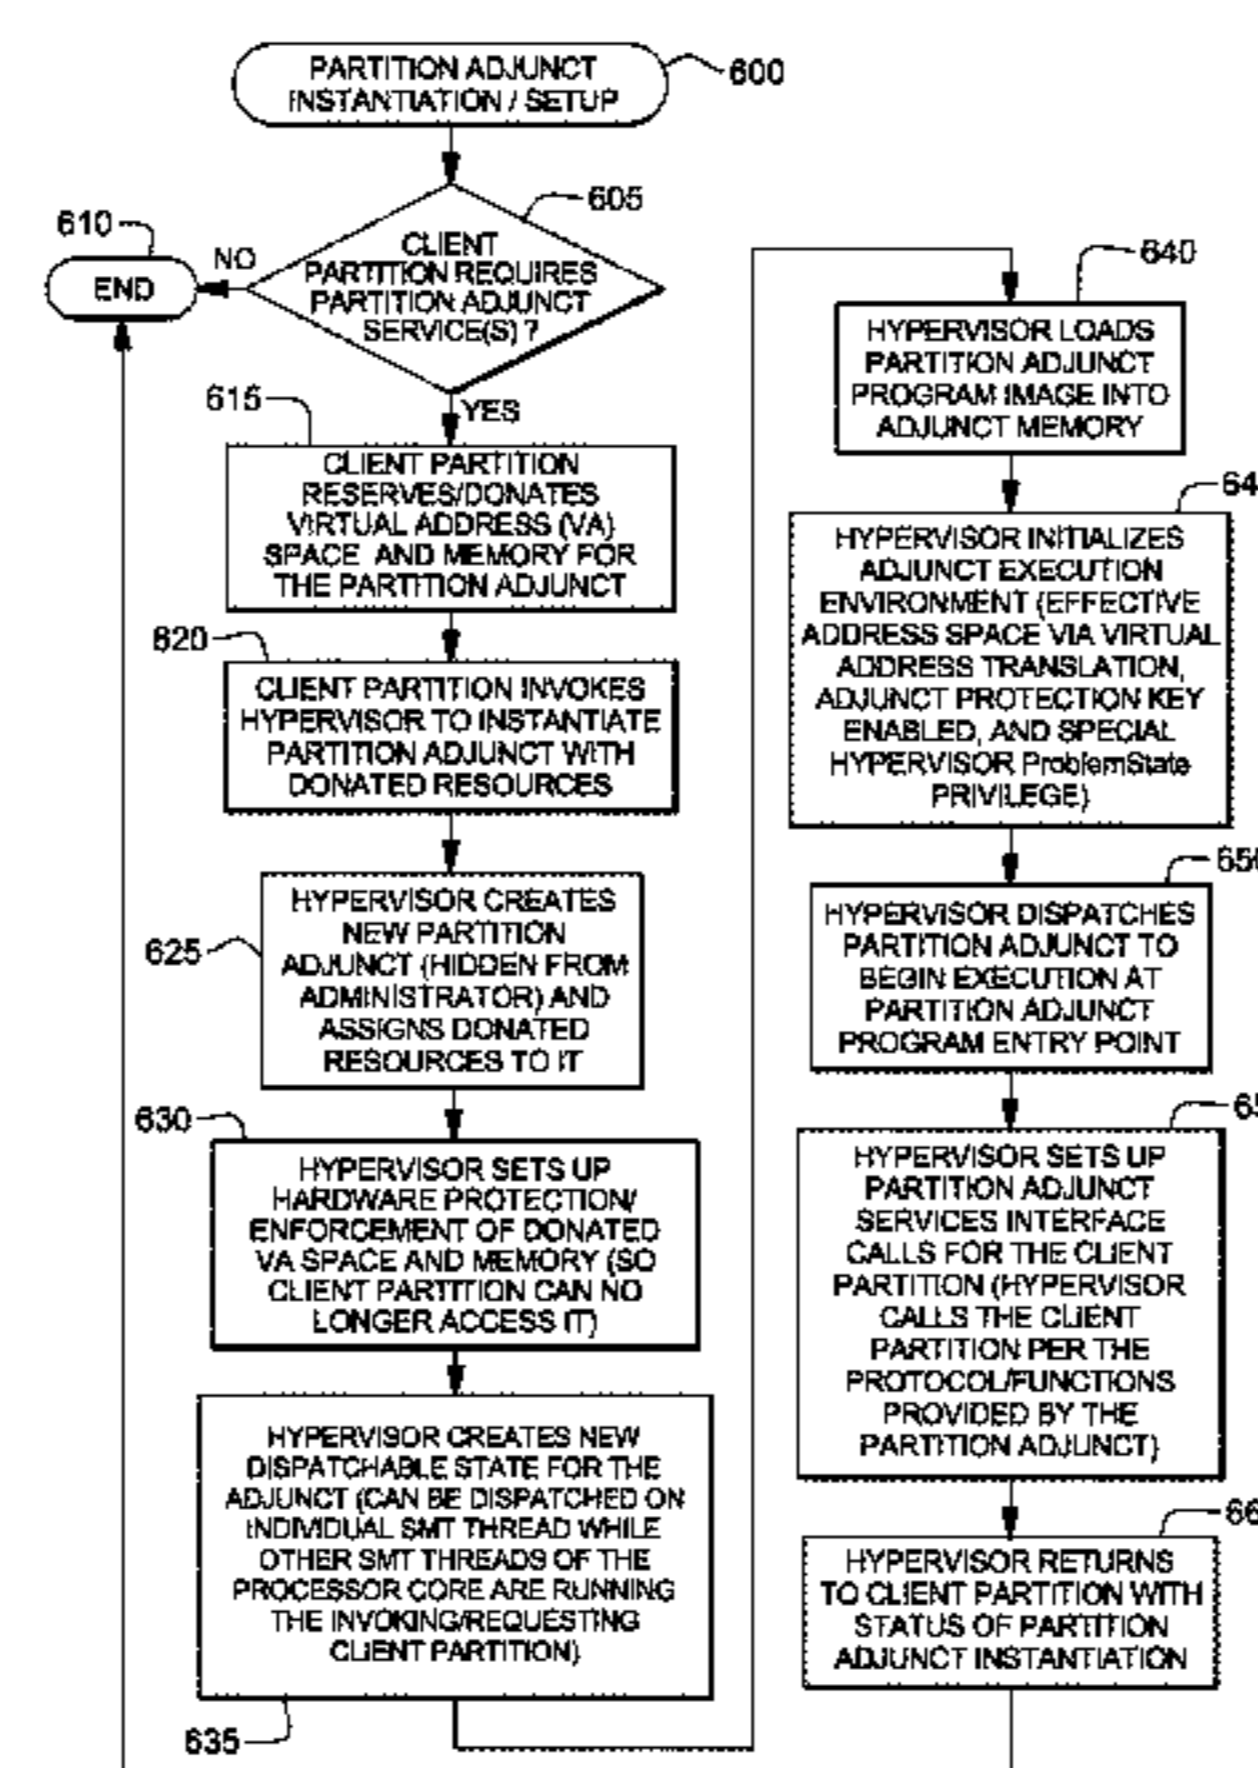 PARTITION ADJUNCT
INSTANTIATION / SETUP
600
605
610
END
NO
CLIENT
PARTITION REQUIRES
PARTITION ADJUNCT
SERVICE(S) ?
YES
615
CLIENT PARTITION
RESERVES/DONATES
VIRTUAL ADDRESS (VA)
SPACE AND MEMORY FOR
THE PARTITION ADJUNCT
620
CLIENT PARTITION INVOKES
HYPERVISOR TO INSTANTIATE
PARTITION ADJUNCT WITH
DONATED RESOURCES
625
HYPERVISOR CREATES
NEW PARTITION
ADJUNCT (HIDDEN FROM
ADMINISTRATOR) AND
ASSIGNS DONATED
RESOURCES TO IT
630
HYPERVISOR SETS UP
HARDWARE PROTECTION/
ENFORCEMENT OF DONATED
VA SPACE AND MEMORY (SO
CLIENT PARTITION CAN NO
LONGER ACCESS IT)
HYPERVISOR CREATES NEW
DISPATCHABLE STATE FOR THE
ADJUNCT (CAN BE DISPATCHED ON
INDIVIDUAL SMT THREAD WHILE
OTHER SMT THREADS OF THE
PROCESSOR CORE ARE RUNNING
THE INVOKING/REQUESTING
CLIENT PARTITION)
635
640
HYPERVISOR LOADS
PARTITION ADJUNCT
PROGRAM IMAGE INTO
ADJUNCT MEMORY
64
HYPERVISOR INITIALIZES
ADJUNCT EXECUTION
ENVIRONMENT (EFFECTIVE
ADDRESS SPACE VIA VIRTUAL
ADDRESS TRANSLATION,
ADJUNCT PROTECTION KEY
ENABLED, AND SPECIAL
HYPERVISOR ProblemState
PRIVILEGE)
650
HYPERVISOR DISPATCHES
PARTITION ADJUNCT TO
BEGIN EXECUTION AT
PARTITION ADJUNCT
PROGRAM ENTRY POINT
65
HYPERVISOR SETS UP
PARTITION ADJUNCT
SERVICES INTERFACE
CALLS FOR THE CLIENT
PARTITION (HYPERVISOR
CALLS THE CLIENT
PARTITION PER THE
PROTOCOL/FUNCTIONS
PROVIDED BY THE
PARTITION ADJUNCT)
66
HYPERVISOR RETURNS
TO CLIENT PARTITION WITH
STATUS OF PARTITION
ADJUNCT INSTANTIATION